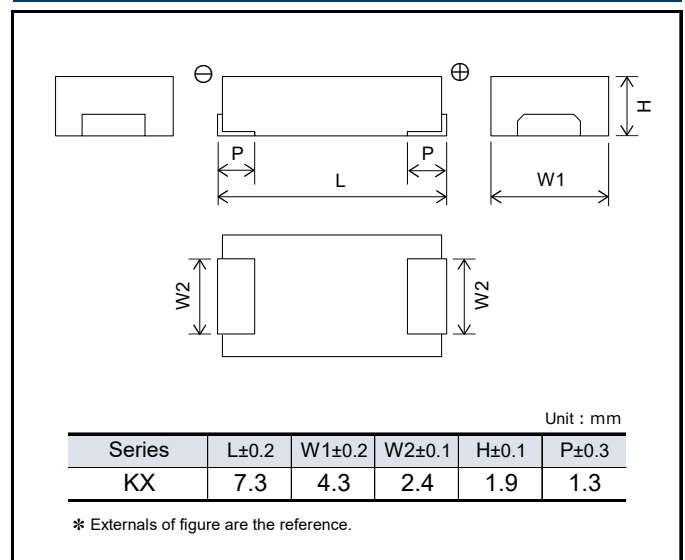 ⊖ ⊕
H
P P
L W1
W2 W2
Unit : mm
Series L±0.2 W1±0.2 W2±0.1 H±0.1 P±0.3
KX 7.3 4.3 2.4 1.9 1.3
✻ Externals of figure are the reference.